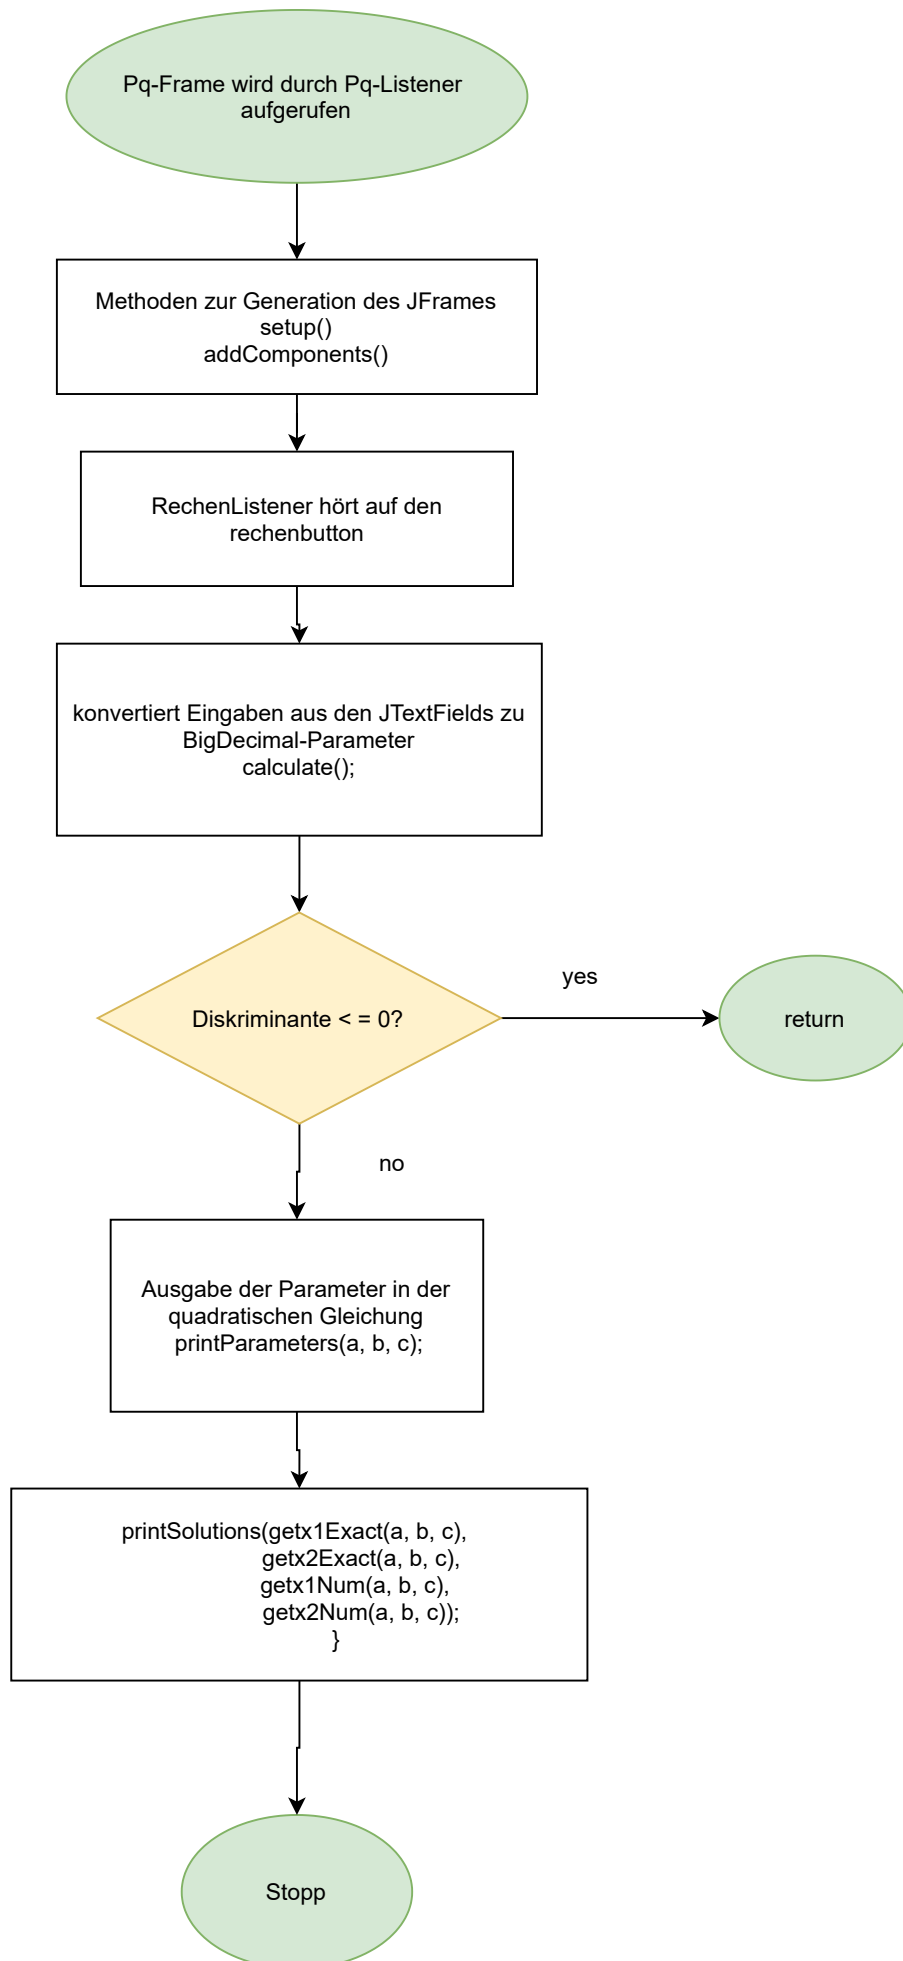 Pq-Frame wird durch Pq-Listener
aufgerufen
Methoden zur Generation des JFrames
setup()
addComponents()
RechenListener hört auf den
rechenbutton
konvertiert Eingaben aus den JTextFields zu
BigDecimal-Parameter
calculate();
Diskriminante < = 0?
yes
return
no
Ausgabe der Parameter in der
quadratischen Gleichung
printParameters(a, b, c);
printSolutions(getx1Exact(a, b, c),
getx2Exact(a, b, c),
getx1Num(a, b, c),
getx2Num(a, b, c));
}
Stopp